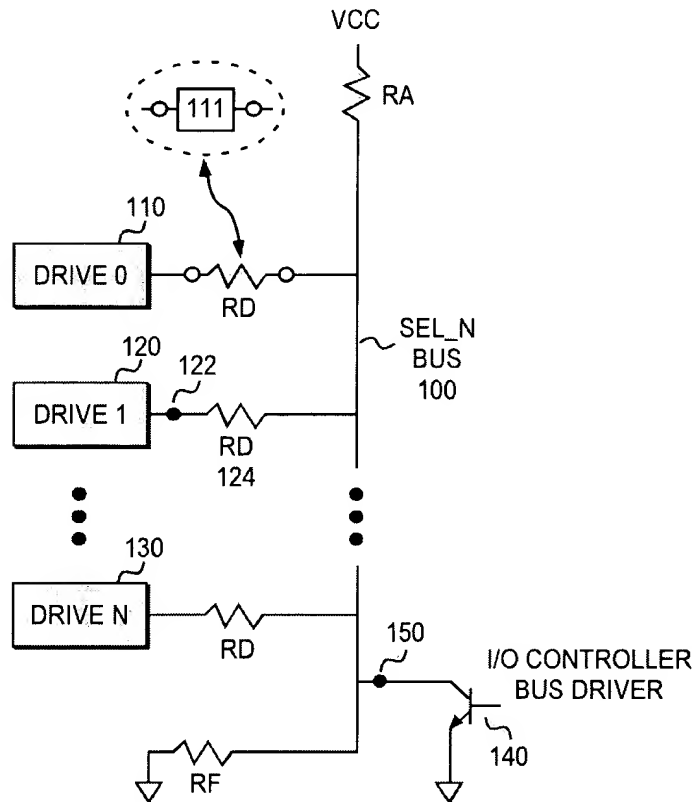 VCC
RA
111
110
DRIVE 0
RD
SEL_N
BUS
100
120
122
DRIVE 1
RD
124
130
DRIVE N
RD
150
I/O CONTROLLER
BUS DRIVER
140
RF